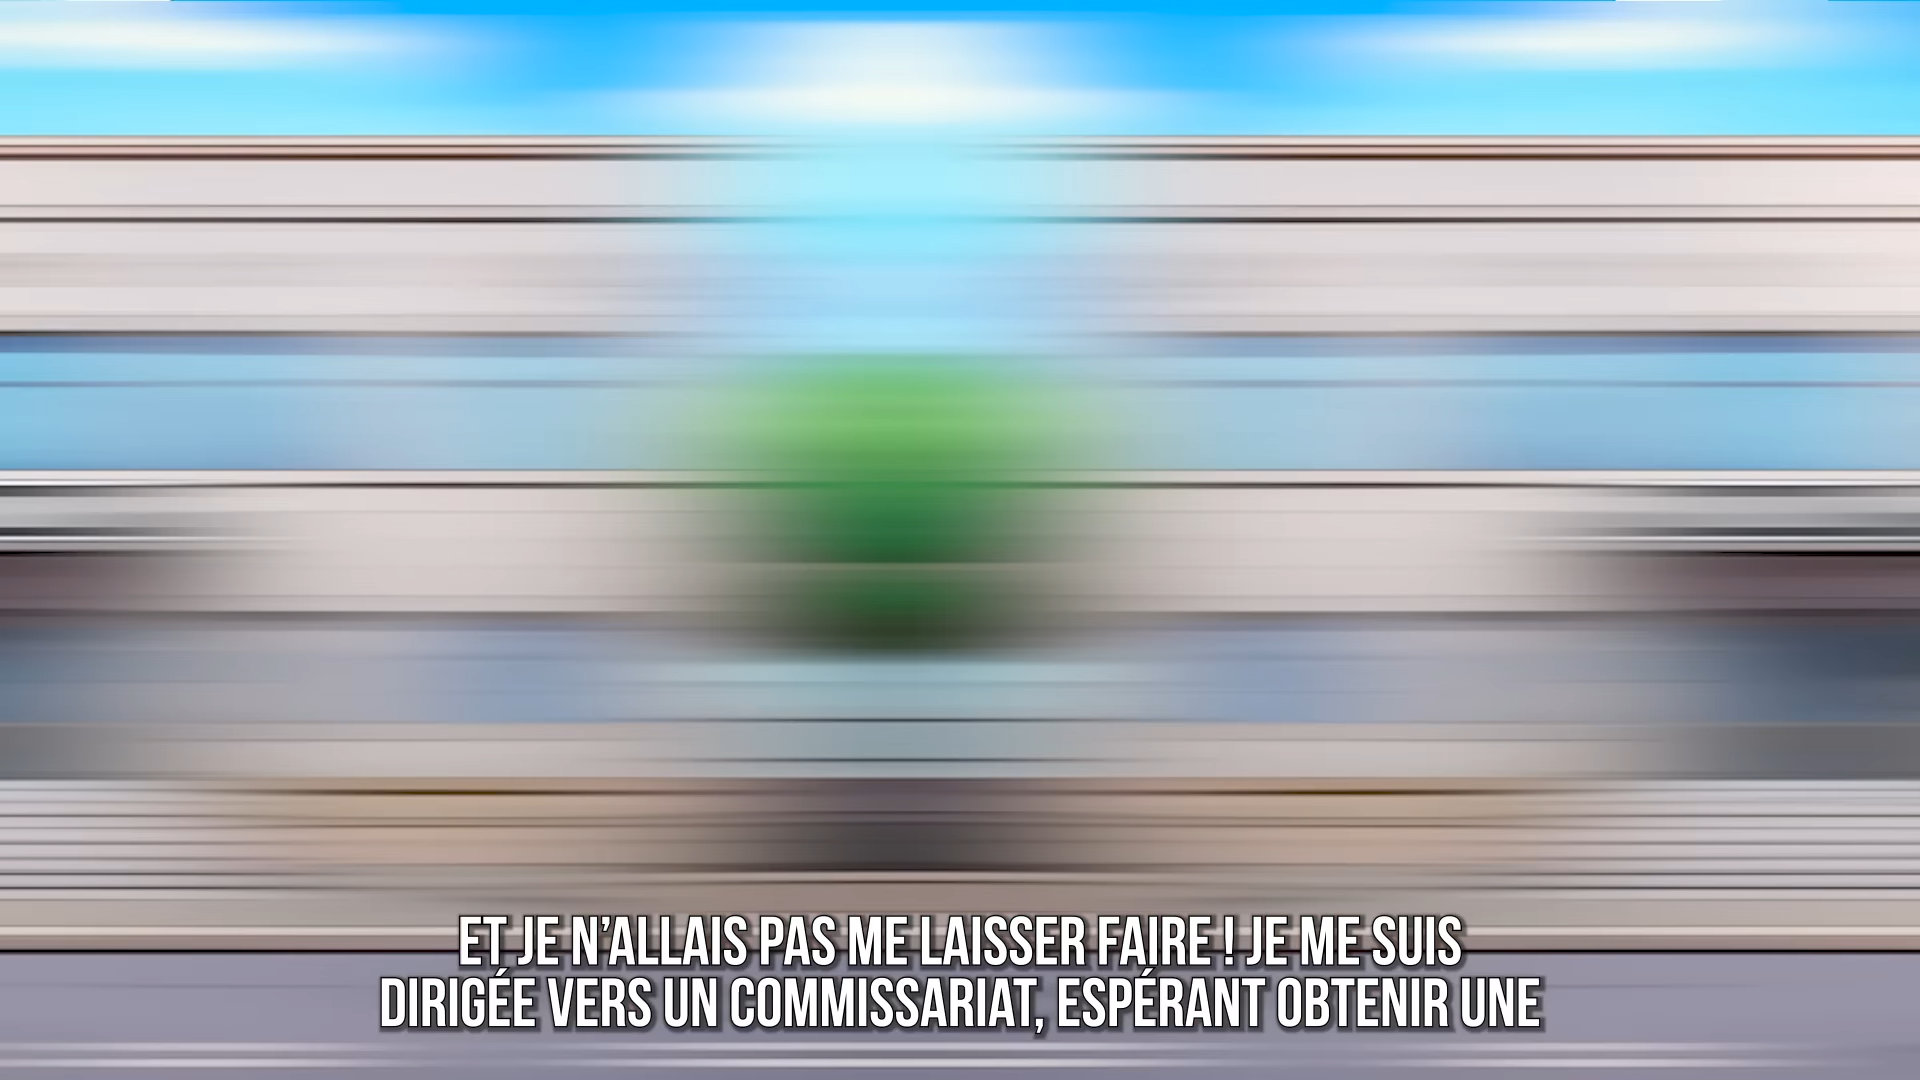 ET JE N’ALLAIS PAS ME LAISSER FAIRE ! JE ME SUIS
DIRIGÉE VERS UN COMMISSARIAT, ESPÉRANT OBTENIR UNE